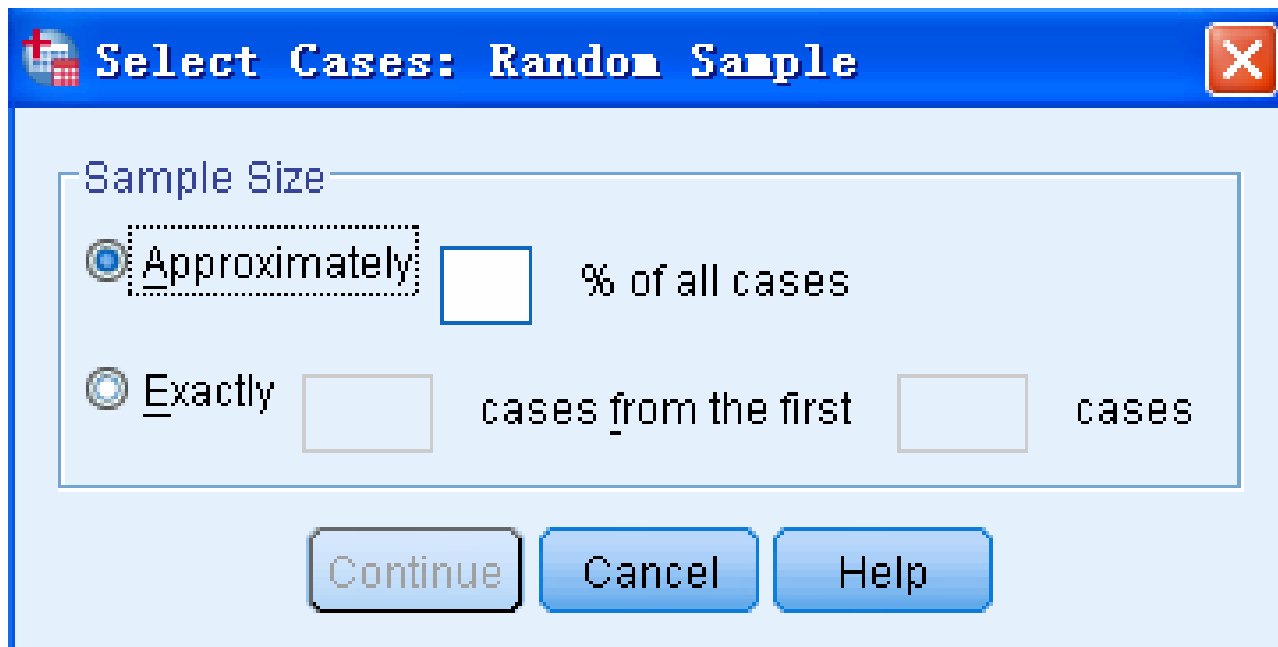 Select Cases: Random Sample
Sample Size
Approximately % of all cases
Exactly cases from the first cases
Continue Cancel Help